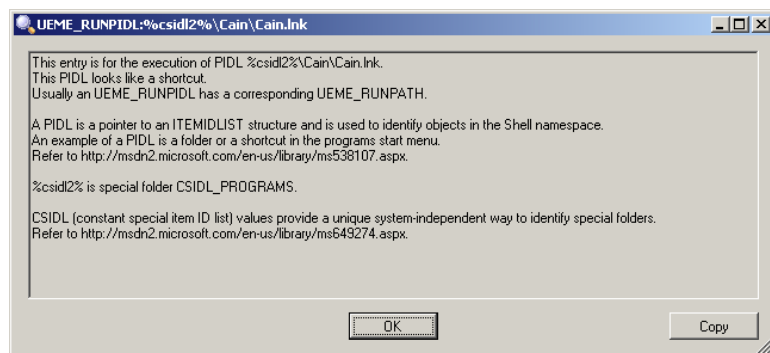 UEME_RUNPIDL:%csidl2%\Cain\Cain.lnk
This entry is for the execution of PIDL %csidl2%\Cain\Cain.lnk.
This PIDL looks like a shortcut.
Usually an UEME_RUNPIDL has a corresponding UEME_RUNPATH.
A PIDL is a pointer to an ITEMIDLIST structure and is used to identify objects in the Shell namespace.
An example of a PIDL is a folder or a shortcut in the programs start menu.
Refer to http://msdn2.microsoft.com/en-us/library/ms538107.aspx.
%csidl2% is special folder CSIDL_PROGRAMS.
CSIDL (constant special item ID list) values provide a unique system-independent way to identify special folders.
Refer to http://msdn2.microsoft.com/en-us/library/ms649274.aspx.
OK
Copy